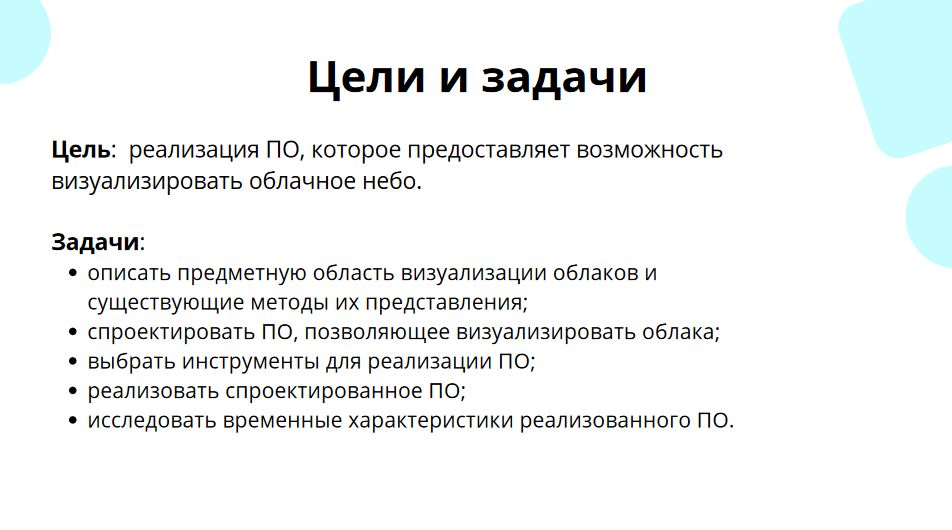 Цели и задачи
Цель:  реализация ПО, которое предоставляет возможность
визуализировать облачное небо.
Задачи:
• описать предметную область визуализации облаков и
существующие методы их представления;
• спроектировать ПО, позволяющее визуализировать облака;
• выбрать инструменты для реализации ПО;
• реализовать спроектированное ПО;
• исследовать временные характеристики реализованного ПО.